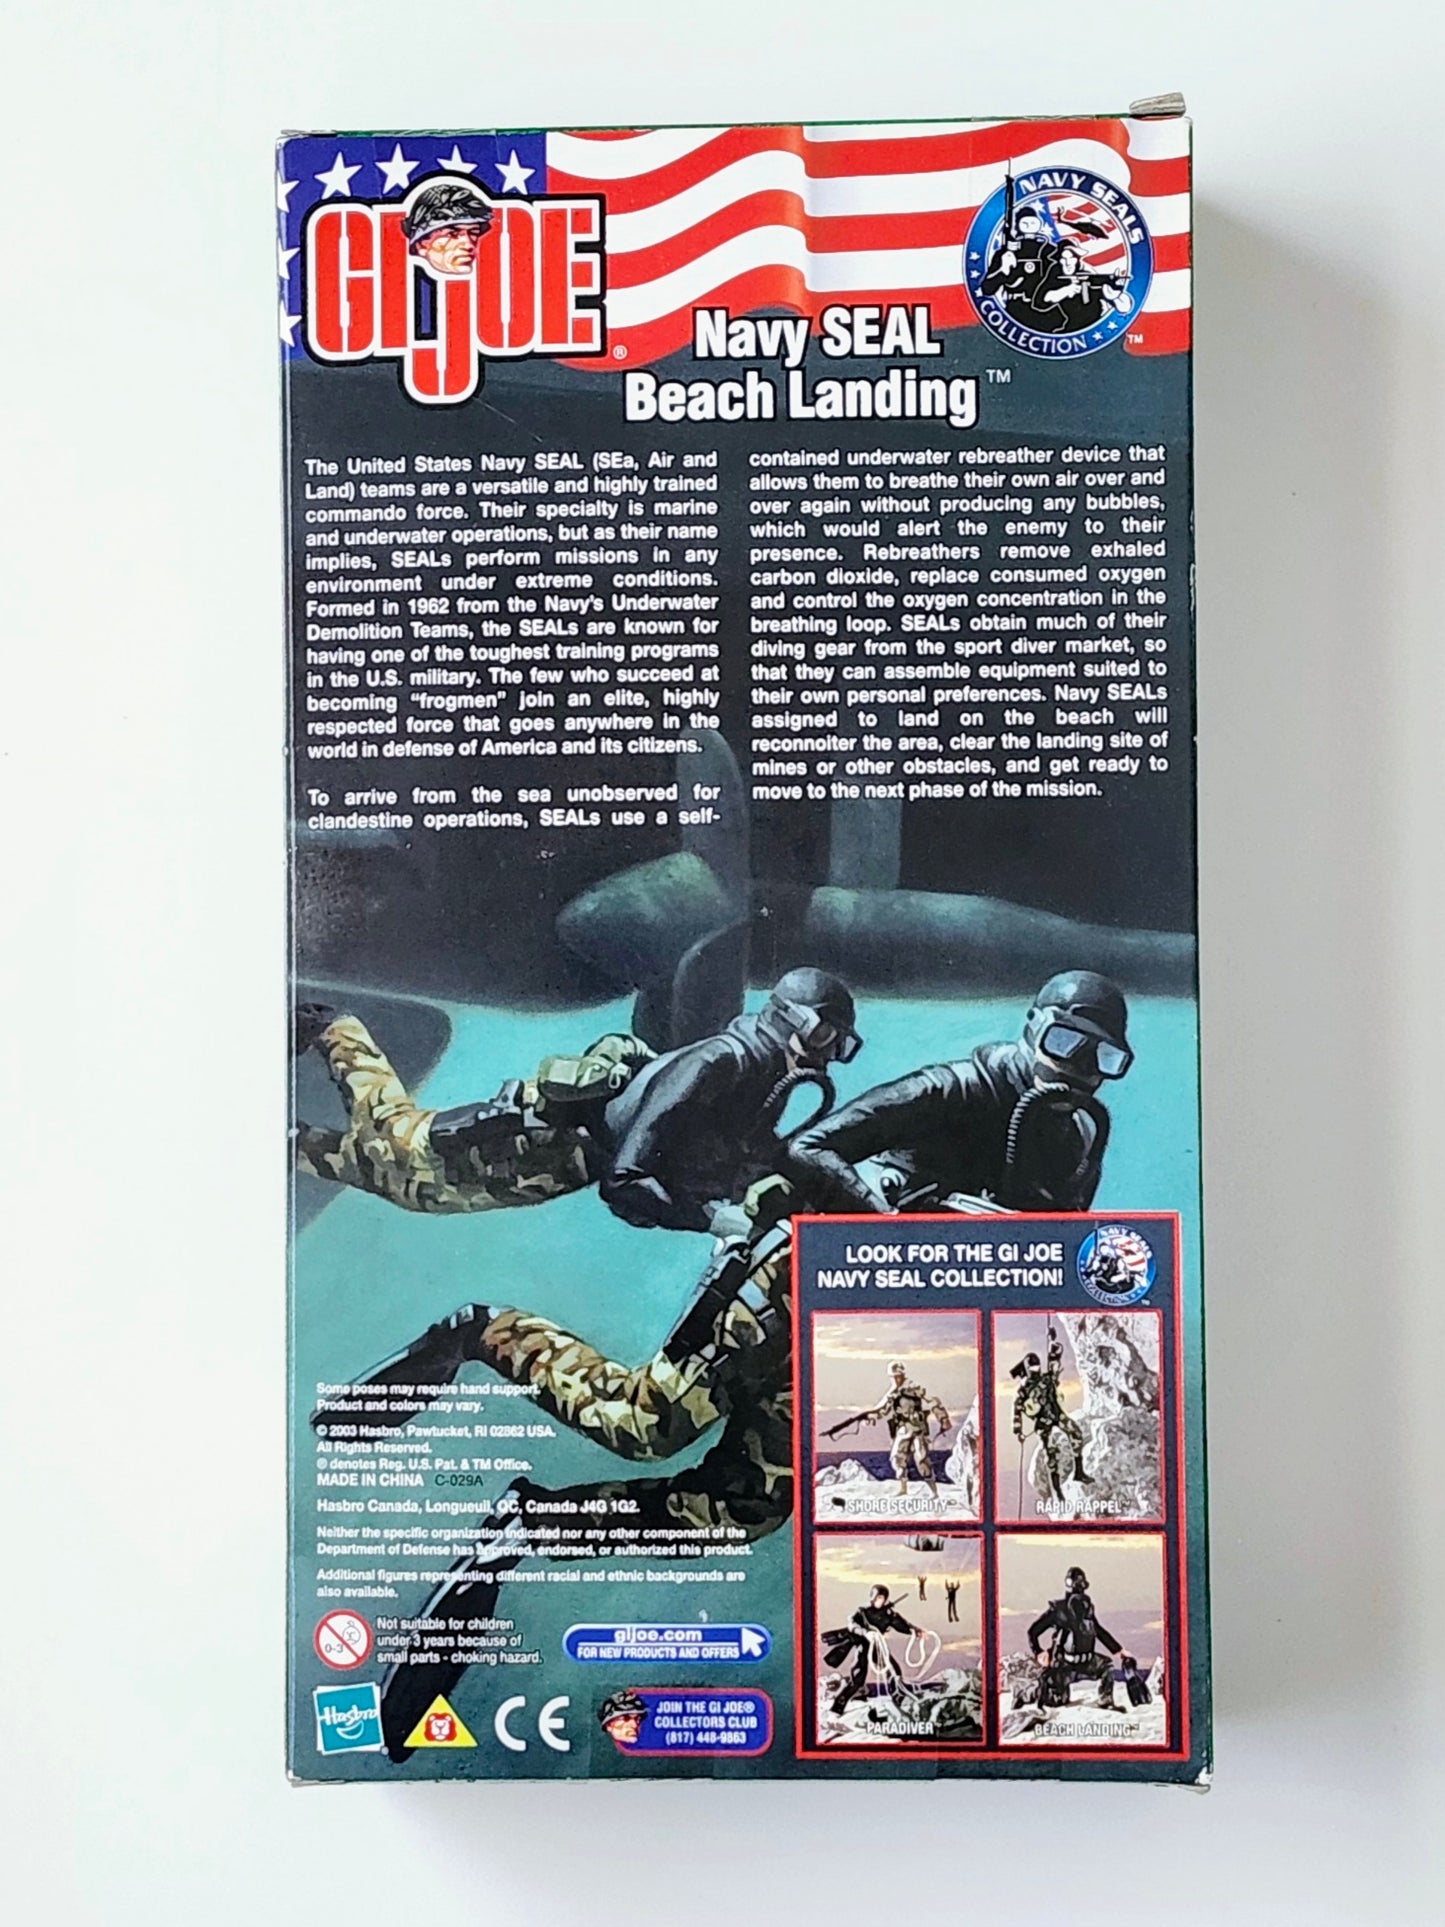 GI JOE
®
NAVY SEALS
COLLECTION
™
Navy SEAL
Beach Landing™
The United States Navy SEAL (SEa, Air and
Land) teams are a versatile and highly trained
commando force. Their specialty is marine
and underwater operations, but as their name
implies, SEALs perform missions in any
environment under extreme conditions.
Formed in 1962 from the Navy's Underwater
Demolition Teams, the SEALs are known for
having one of the toughest training programs
in the U.S. military. The few who succeed at
becoming "frogmen" join an elite, highly
respected force that goes anywhere in the
world in defense of America and its citizens.
To arrive from the sea unobserved for
clandestine operations, SEALs use a self-
contained underwater rebreather device that
allows them to breathe their own air over and
over again without producing any bubbles,
which would alert the enemy to their
presence. Rebreathers remove exhaled
carbon dioxide, replace consumed oxygen
and control the oxygen concentration in the
breathing loop. SEALs obtain much of their
diving gear from the sport diver market, so
that they can assemble equipment suited to
their own personal preferences. Navy SEALs
assigned to land on the beach will
reconnoiter the area, clear the landing site of
mines or other obstacles, and get ready to
move to the next phase of the mission.
Some poses may require hand support.
Product and colors may vary.
© 2003 Hasbro, Pawtucket, RI 02862 USA.
All Rights Reserved.
® denotes Reg. U.S. Pat. & TM Office.
MADE IN CHINA C-029A
Hasbro Canada, Longueuil, QC, Canada J4G 1G2.
Neither the specific organization indicated nor any other component of the
Department of Defense has approved, endorsed, or authorized this product.
Additional figures representing different racial and ethnic backgrounds are
also available.
0-3
Not suitable for children
under 3 years because of
small parts - choking hazard.
gijoe.com
FOR NEW PRODUCTS AND OFFERS
Hasbro
CE
JOIN THE GI JOE®
COLLECTORS CLUB
(817) 448-9863
LOOK FOR THE GI JOE
NAVY SEAL COLLECTION!
NAVY SEALS
COLLECTION
™
SHORE SECURITY™
RAPID RAPPEL™
PARADIVER™
BEACH LANDING™